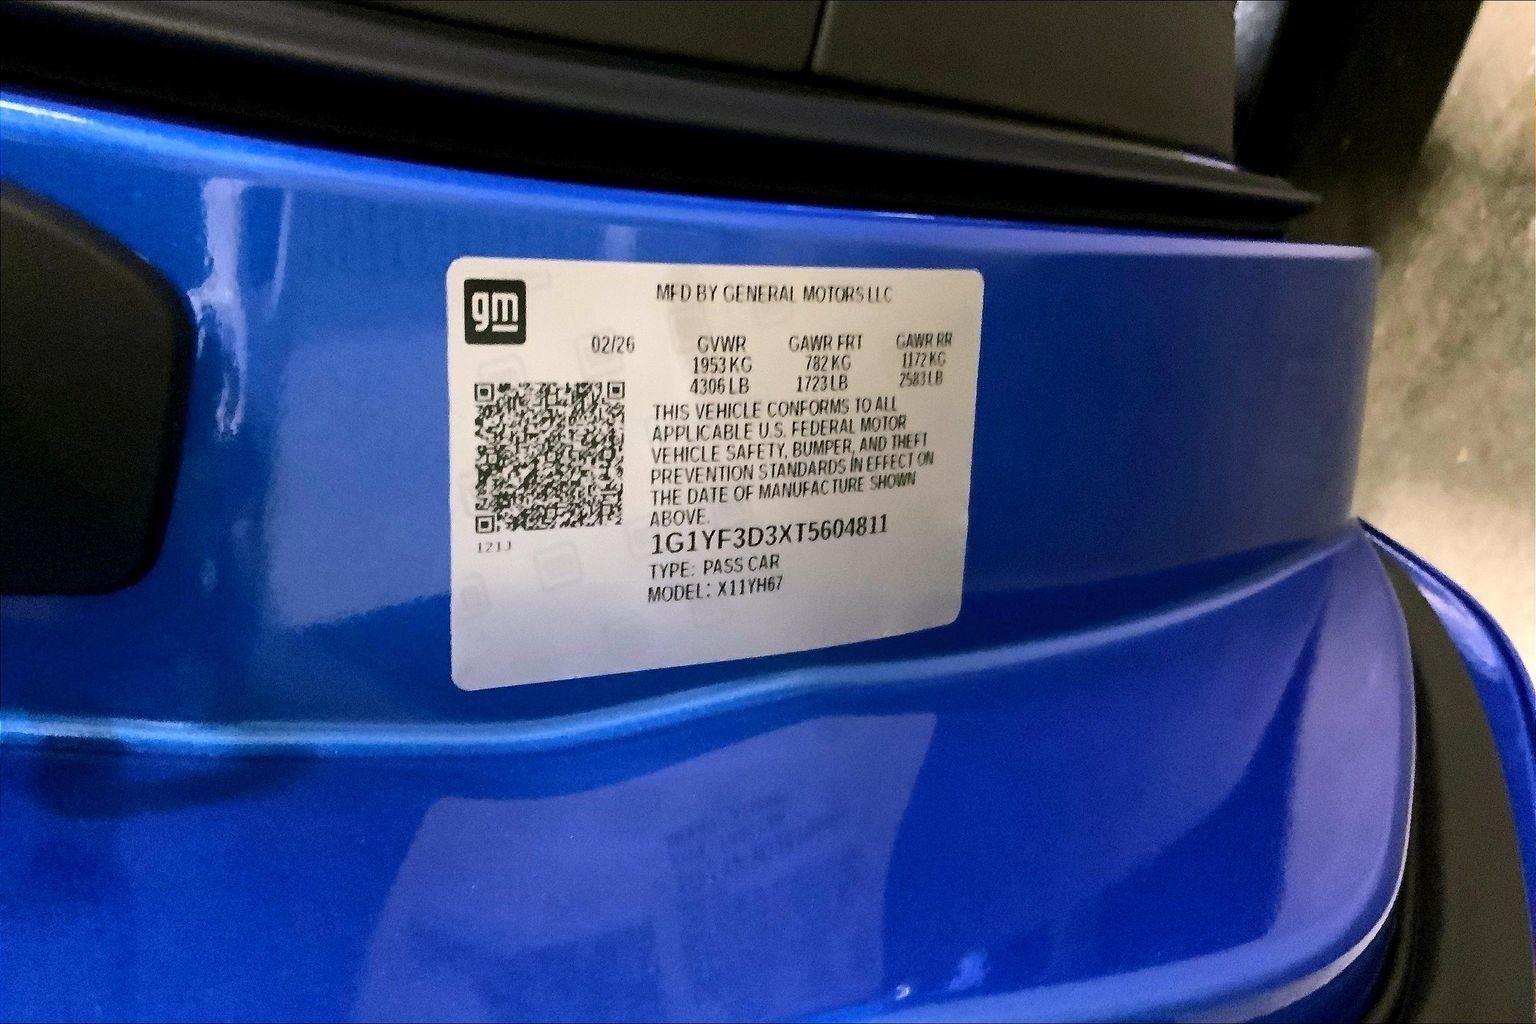 gm
MFD BY GENERAL MOTORS LLC
02/26 GVWR GAWR FRT GAWR RR
1953 KG 782 KG 1172 KG
4306 LB 1723 LB 2583 LB
THIS VEHICLE CONFORMS TO ALL
APPLICABLE U.S. FEDERAL MOTOR
VEHICLE SAFETY, BUMPER, AND THEFT
PREVENTION STANDARDS IN EFFECT ON
THE DATE OF MANUFACTURE SHOWN
ABOVE.
1G1YF3D3XT5604811
TYPE: PASS CAR
MODEL: X11YH67
121J